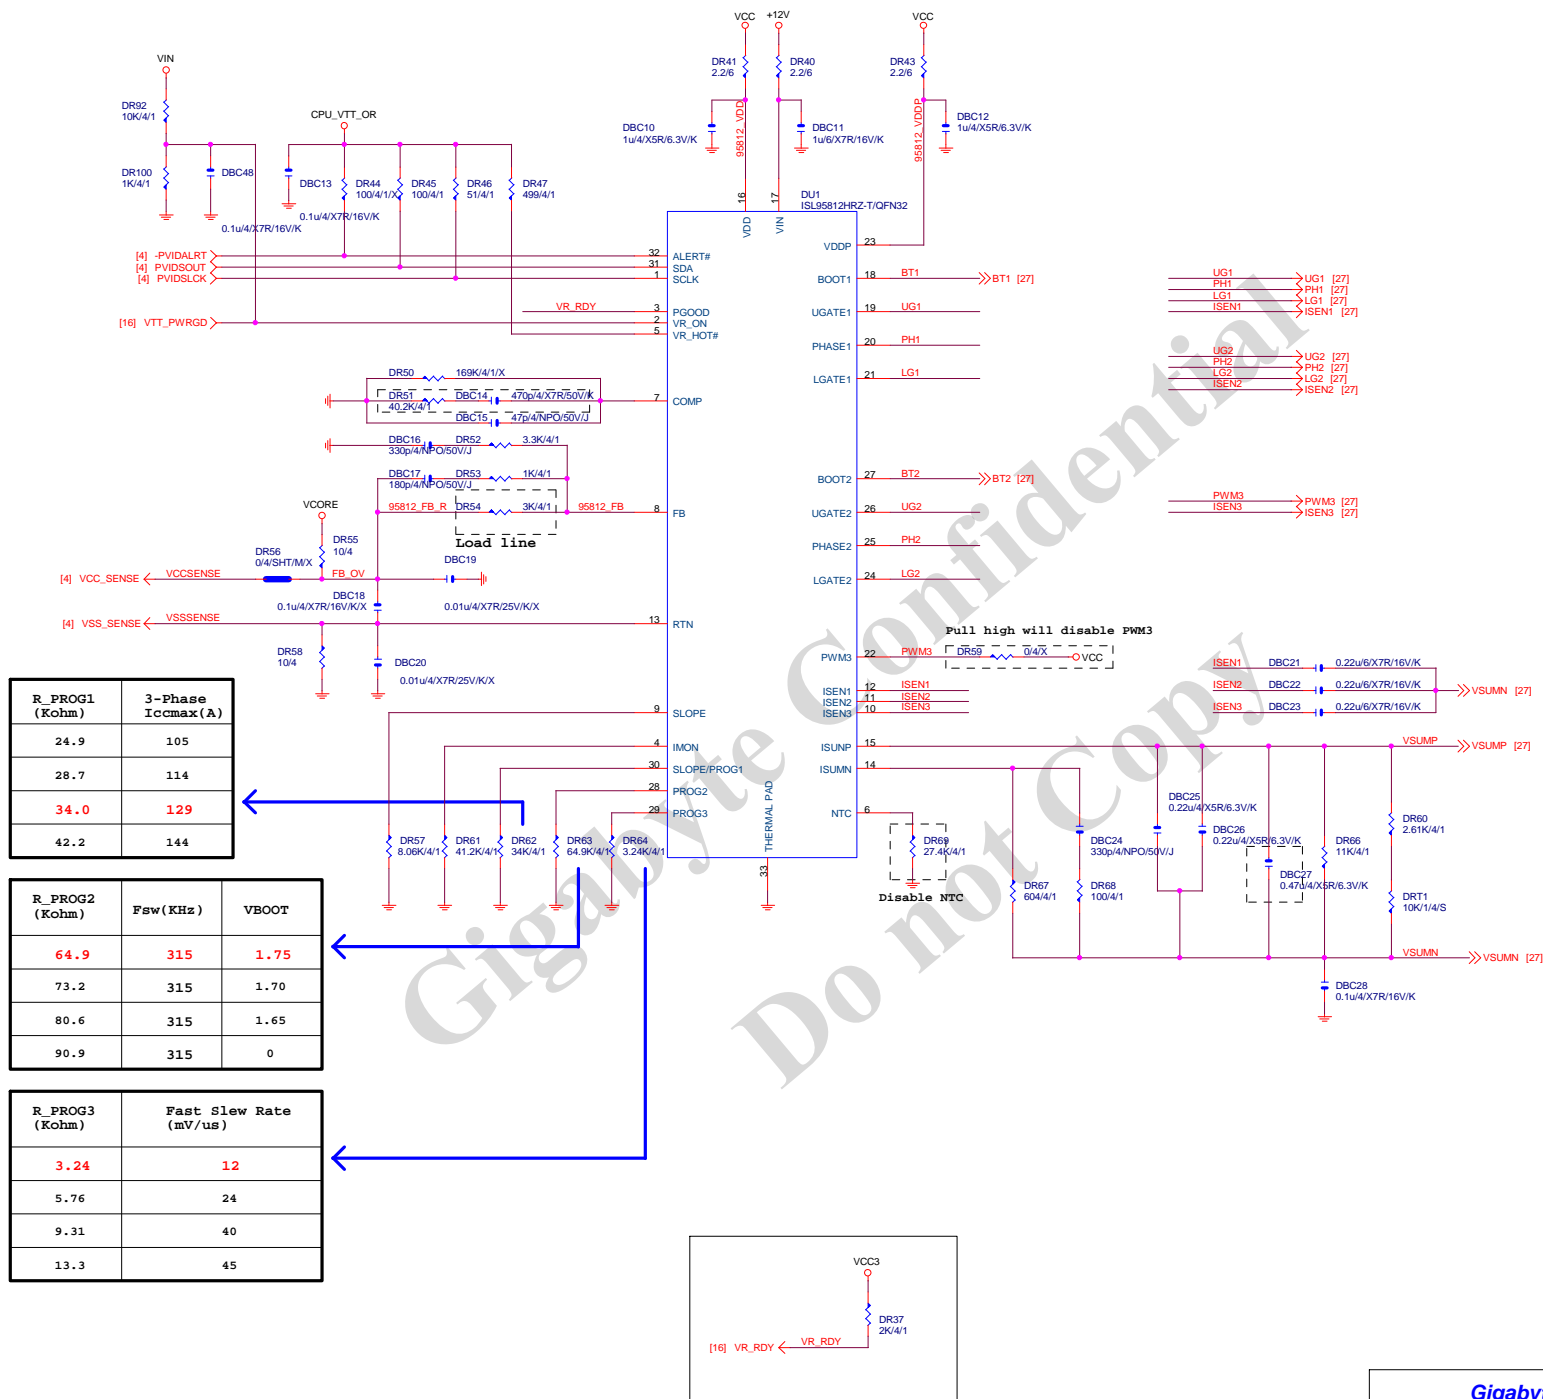 VCC
+12V
VCC
DR41
2.2/6
DR40
2.2/6
DR43
2.2/6
VIN
DR92
10K/4/1
CPU_VTT_OR
DBC10
1u/4/X5R/6.3V/K
95812_VDD
DBC11
1u/6/X7R/16V/K
95812_VDDP
DBC12
1u/4/X5R/6.3V/K
DR100
1K/4/1
DBC48
0.1u/4/X7R/16V/K
DBC13
0.1u/4/X7R/16V/K
DR44
100/4/1/X
DR45
100/4/1
DR46
51/4/1
DR47
499/4/1
DU1
ISL95812HRZ-T/QFN32
16
17
VDD
VIN
[4] -PVIDALRT
32
ALERT#
[4] PVIDSOUT
31
SDA
[4] PVIDSLCK
1
SCLK
VR_RDY
3
PGOOD
[16] VTT_PWRGD
2
VR_ON
5
VR_HOT#
VDDP
23
BOOT1
18
BT1
BT1 [27]
UGATE1
19
UG1
PHASE1
20
PH1
LGATE1
21
LG1
UG1
UG1 [27]
PH1
PH1 [27]
LG1
LG1 [27]
ISEN1
ISEN1 [27]
UG2
UG2 [27]
PH2
PH2 [27]
LG2
LG2 [27]
ISEN2
ISEN2 [27]
DR50
169K/4/1/X
DR51
40.2K/4/1
DBC14
470p/4/X7R/50V/K
DBC15
47p/4/NPO/50V/J
7
COMP
DBC16
330p/4/NPO/50V/J
DR52
3.3K/4/1
DBC17
180p/4/NPO/50V/J
DR53
1K/4/1
95812_FB_R
DR54
3K/4/1
95812_FB
8
FB
Load line
BOOT2
27
BT2
BT2 [27]
UGATE2
26
UG2
PHASE2
25
PH2
LGATE2
24
LG2
PWM3
PWM3 [27]
ISEN3
ISEN3 [27]
VCORE
DR55
10/4
DR56
0/4/SHT/M/X
[4] VCC_SENSE
VCCSENSE
FB_OV
DBC19
0.01u/4/X7R/25V/K/X
DBC18
0.1u/4/X7R/16V/K/X
[4] VSS_SENSE
VSSSENSE
13
RTN
DR58
10/4
DBC20
0.01u/4/X7R/25V/K/X
Pull high will disable PWM3
PWM3
22
PWM3
DR59
0/4/X
VCC
ISEN1
12
ISEN1
ISEN2
11
ISEN2
ISEN3
10
ISEN3
ISEN1
DBC21
0.22u/6/X7R/16V/K
ISEN2
DBC22
0.22u/6/X7R/16V/K
ISEN3
DBC23
0.22u/6/X7R/16V/K
VSUMN [27]
9
SLOPE
4
IMON
30
SLOPE/PROG1
28
PROG2
29
PROG3
ISUNP
15
VSUMP
VSUMP [27]
ISUMN
14
NTC
6
THERMAL PAD
33
DR57
8.06K/4/1
DR61
41.2K/4/1
DR62
34K/4/1
DR63
64.9K/4/1
DR64
3.24K/4/1
DR69
27.4K/4/1
Disable NTC
DR67
604/4/1
DBC24
330p/4/NPO/50V/J
DR68
100/4/1
DBC25
0.22u/4/X5R/6.3V/K
DBC26
0.22u/4/X5R/6.3V/K
DBC27
0.47u/4/X5R/6.3V/K
DR66
11K/4/1
DR60
2.61K/4/1
DRT1
10K/1/4/S
VSUMN
VSUMN [27]
DBC28
0.1u/4/X7R/16V/K
R_PROG1 (Kohm) 3-Phase Iccmax(A)
24.9 105
28.7 114
34.0 129
42.2 144
R_PROG2 (Kohm) Fsw(KHz) VBOOT
64.9 315 1.75
73.2 315 1.70
80.6 315 1.65
90.9 315 0
R_PROG3 (Kohm) Fast Slew Rate (mV/us)
3.24 12
5.76 24
9.31 40
13.3 45
VCC3
DR37
2K/4/1
[16] VR_RDY
VR_RDY
Gigabyte Confidential
Do not Copy